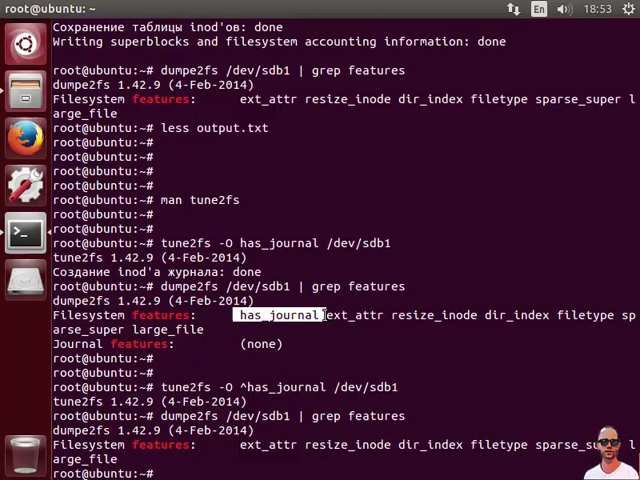 root@ubuntu: ~
En
18:53
Сохранение таблицы inod'ов: done
Writing superblocks and filesystem accounting information: done
root@ubuntu:~# dumpe2fs /dev/sdb1 | grep features
dumpe2fs 1.42.9 (4-Feb-2014)
Filesystem features: ext_attr resize_inode dir_index filetype sparse_super l
arge_file
root@ubuntu:~# less output.txt
root@ubuntu:~#
root@ubuntu:~#
root@ubuntu:~#
root@ubuntu:~#
root@ubuntu:~# man tune2fs
root@ubuntu:~#
root@ubuntu:~#
root@ubuntu:~# tune2fs -O has_journal /dev/sdb1
tune2fs 1.42.9 (4-Feb-2014)
Создание inod'а журнала: done
root@ubuntu:~# dumpe2fs /dev/sdb1 | grep features
dumpe2fs 1.42.9 (4-Feb-2014)
Filesystem features: has_journal ext_attr resize_inode dir_index filetype sp
arse_super large_file
Journal features: (none)
root@ubuntu:~#
root@ubuntu:~#
root@ubuntu:~# tune2fs -O ^has_journal /dev/sdb1
tune2fs 1.42.9 (4-Feb-2014)
root@ubuntu:~# dumpe2fs /dev/sdb1 | grep features
dumpe2fs 1.42.9 (4-Feb-2014)
Filesystem features: ext_attr resize_inode dir_index filetype sparse_su l
arge_file
root@ubuntu:~#